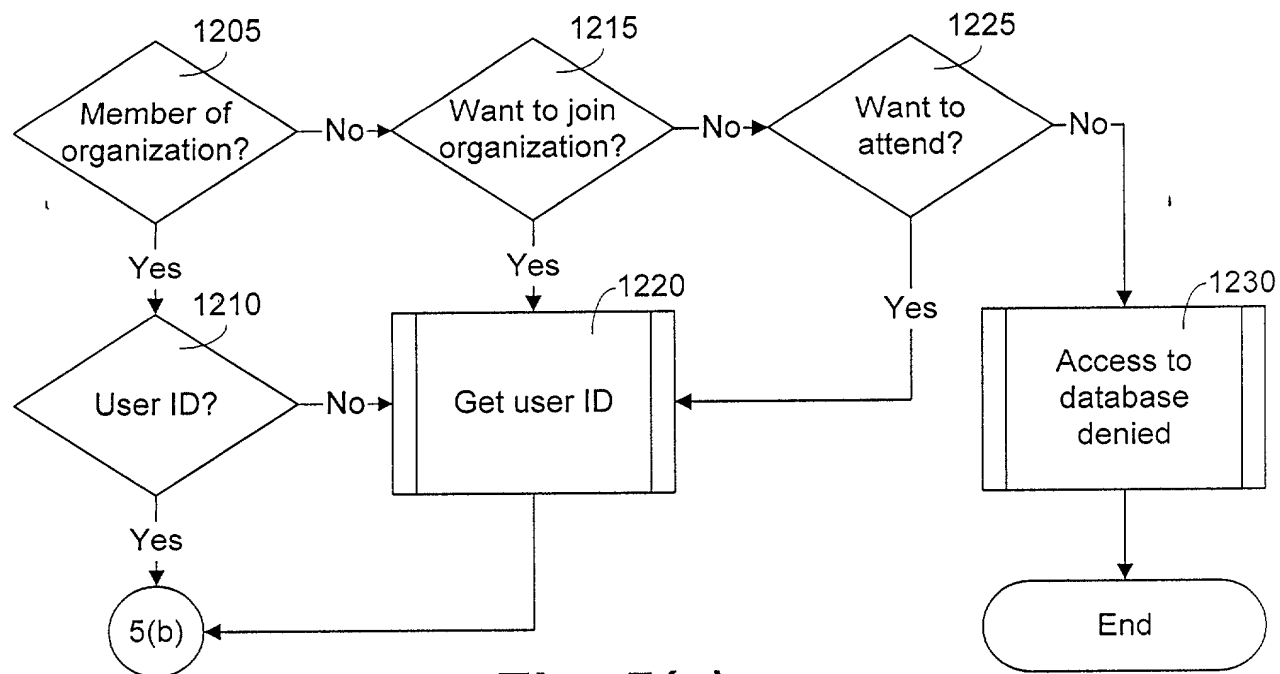 1205
1215
1225
Member of
organization?
No
Want to join
organization?
No
Want to
attend?
No
Yes
Yes
Yes
1210
1220
1230
User ID?
No
Get user ID
Access to
database
denied
Yes
5(b)
End